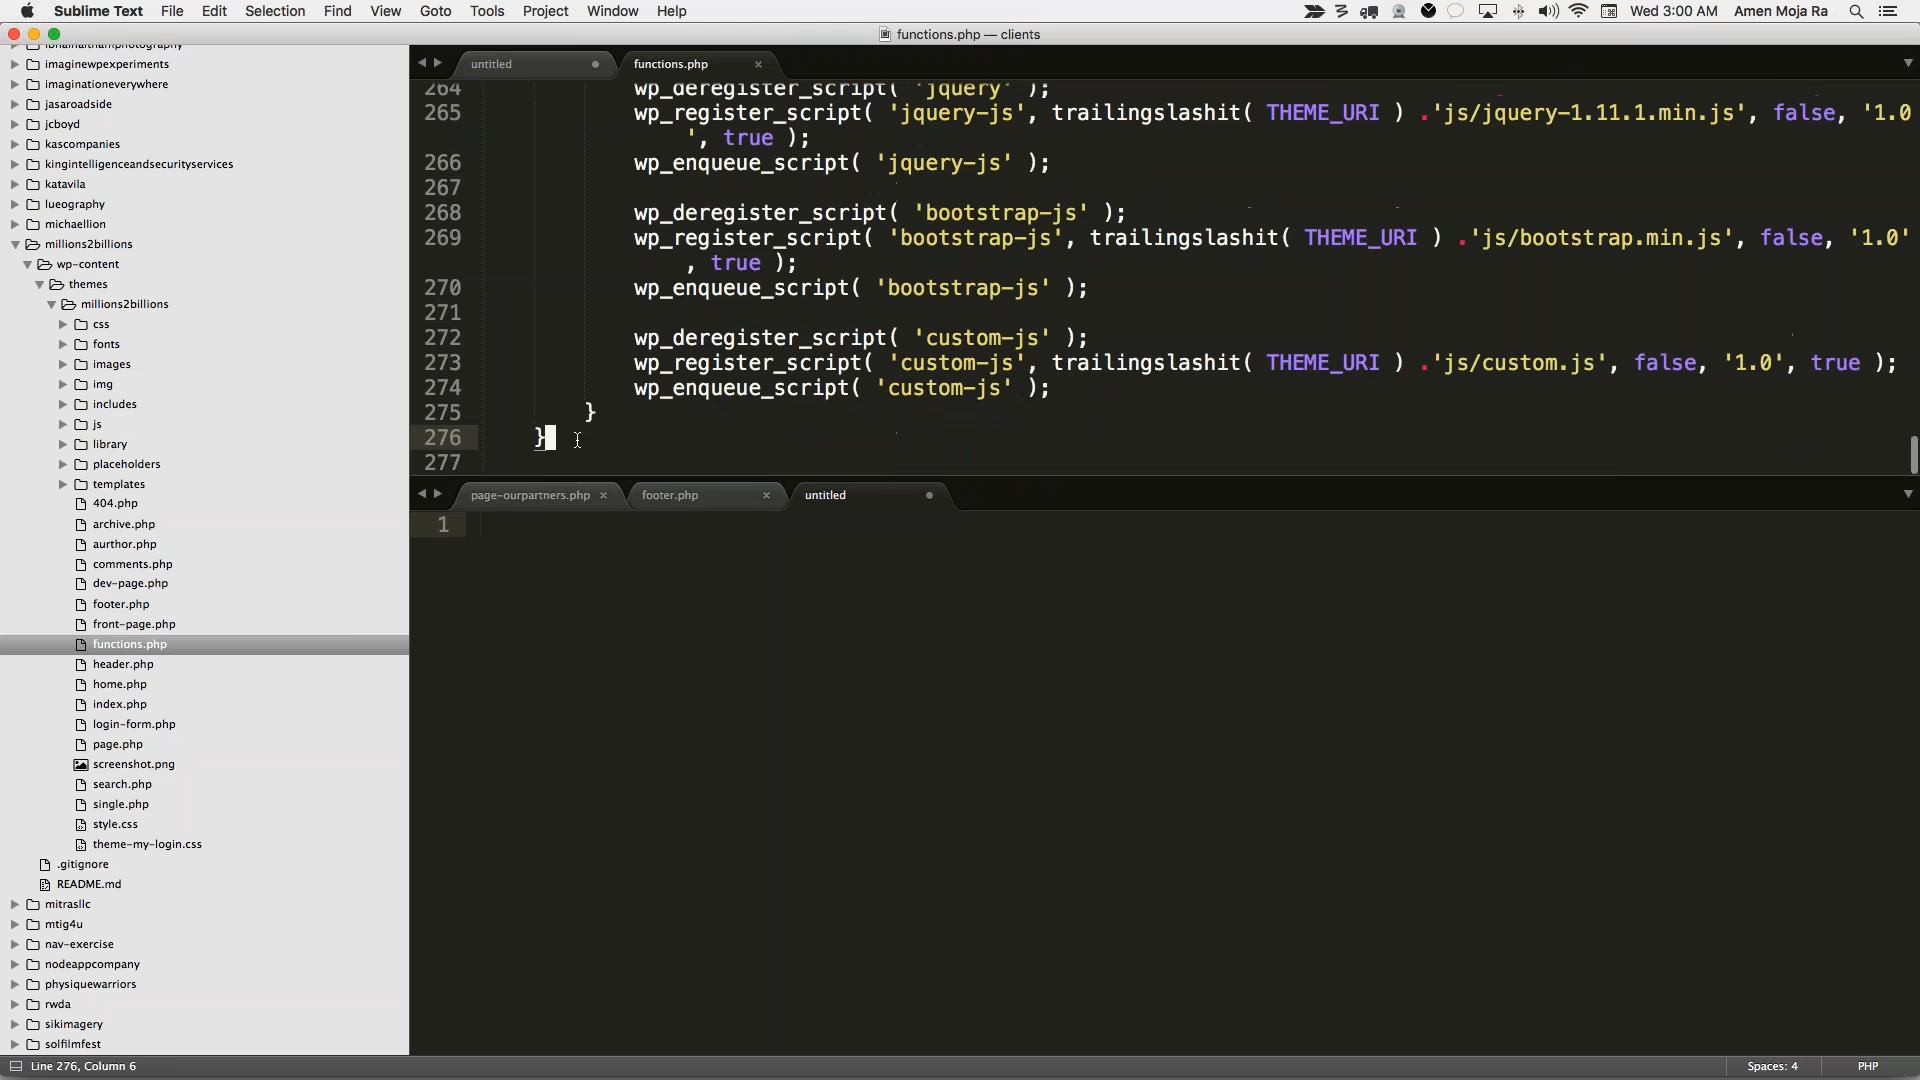 Sublime Text File Edit Selection Find View Goto Tools Project Window Help Wed 3:00 AM Amen Moja Ra
functions.php — clients
imaginewpexperiments
imaginationeverywhere
jasaroadside
jcboyd
kascompanies
kingintelligenceandsecurityservices
katavila
lueography
michaellion
millions2billions
wp-content
themes
millions2billions
css
fonts
images
img
includes
js
library
placeholders
templates
404.php
archive.php
aurthor.php
comments.php
dev-page.php
footer.php
front-page.php
functions.php
header.php
home.php
index.php
login-form.php
page.php
screenshot.png
search.php
single.php
style.css
theme-my-login.css
.gitignore
README.md
mitrasllc
mtig4u
nav-exercise
nodeappcompany
physiquewarriors
rwda
sikimagery
solfilmfest
untitled functions.php
264 wp_deregister_script( 'jquery' );
265 wp_register_script( 'jquery-js', trailingslashit( THEME_URI ) .'js/jquery-1.11.1.min.js', false, '1.0
', true );
266 wp_enqueue_script( 'jquery-js' );
267
268 wp_deregister_script( 'bootstrap-js' );
269 wp_register_script( 'bootstrap-js', trailingslashit( THEME_URI ) .'js/bootstrap.min.js', false, '1.0'
, true );
270 wp_enqueue_script( 'bootstrap-js' );
271
272 wp_deregister_script( 'custom-js' );
273 wp_register_script( 'custom-js', trailingslashit( THEME_URI ) .'js/custom.js', false, '1.0', true );
274 wp_enqueue_script( 'custom-js' );
275 }
276 }
277
page-ourpartners.php footer.php untitled
1
Line 276, Column 6 Spaces: 4 PHP